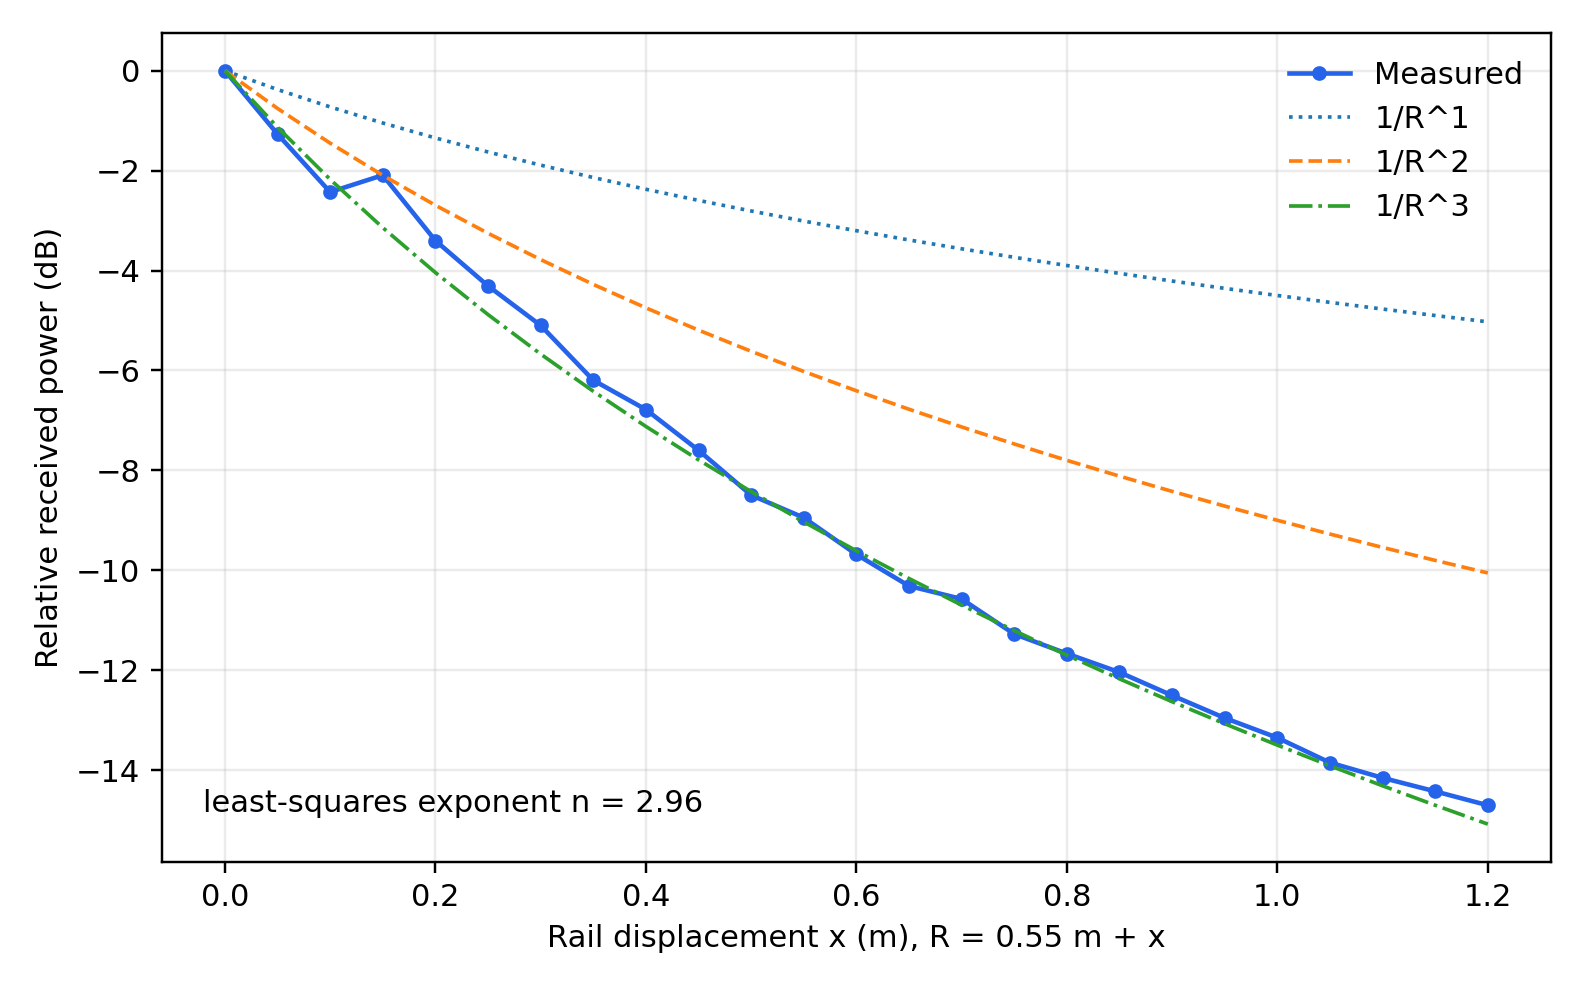 Measured
1/R^1
1/R^2
1/R^3
Relative received power (dB)
0
−2
−4
−6
−8
−10
−12
−14
least-squares exponent n = 2.96
0.0 0.2 0.4 0.6 0.8 1.0 1.2
Rail displacement x (m), R = 0.55 m + x